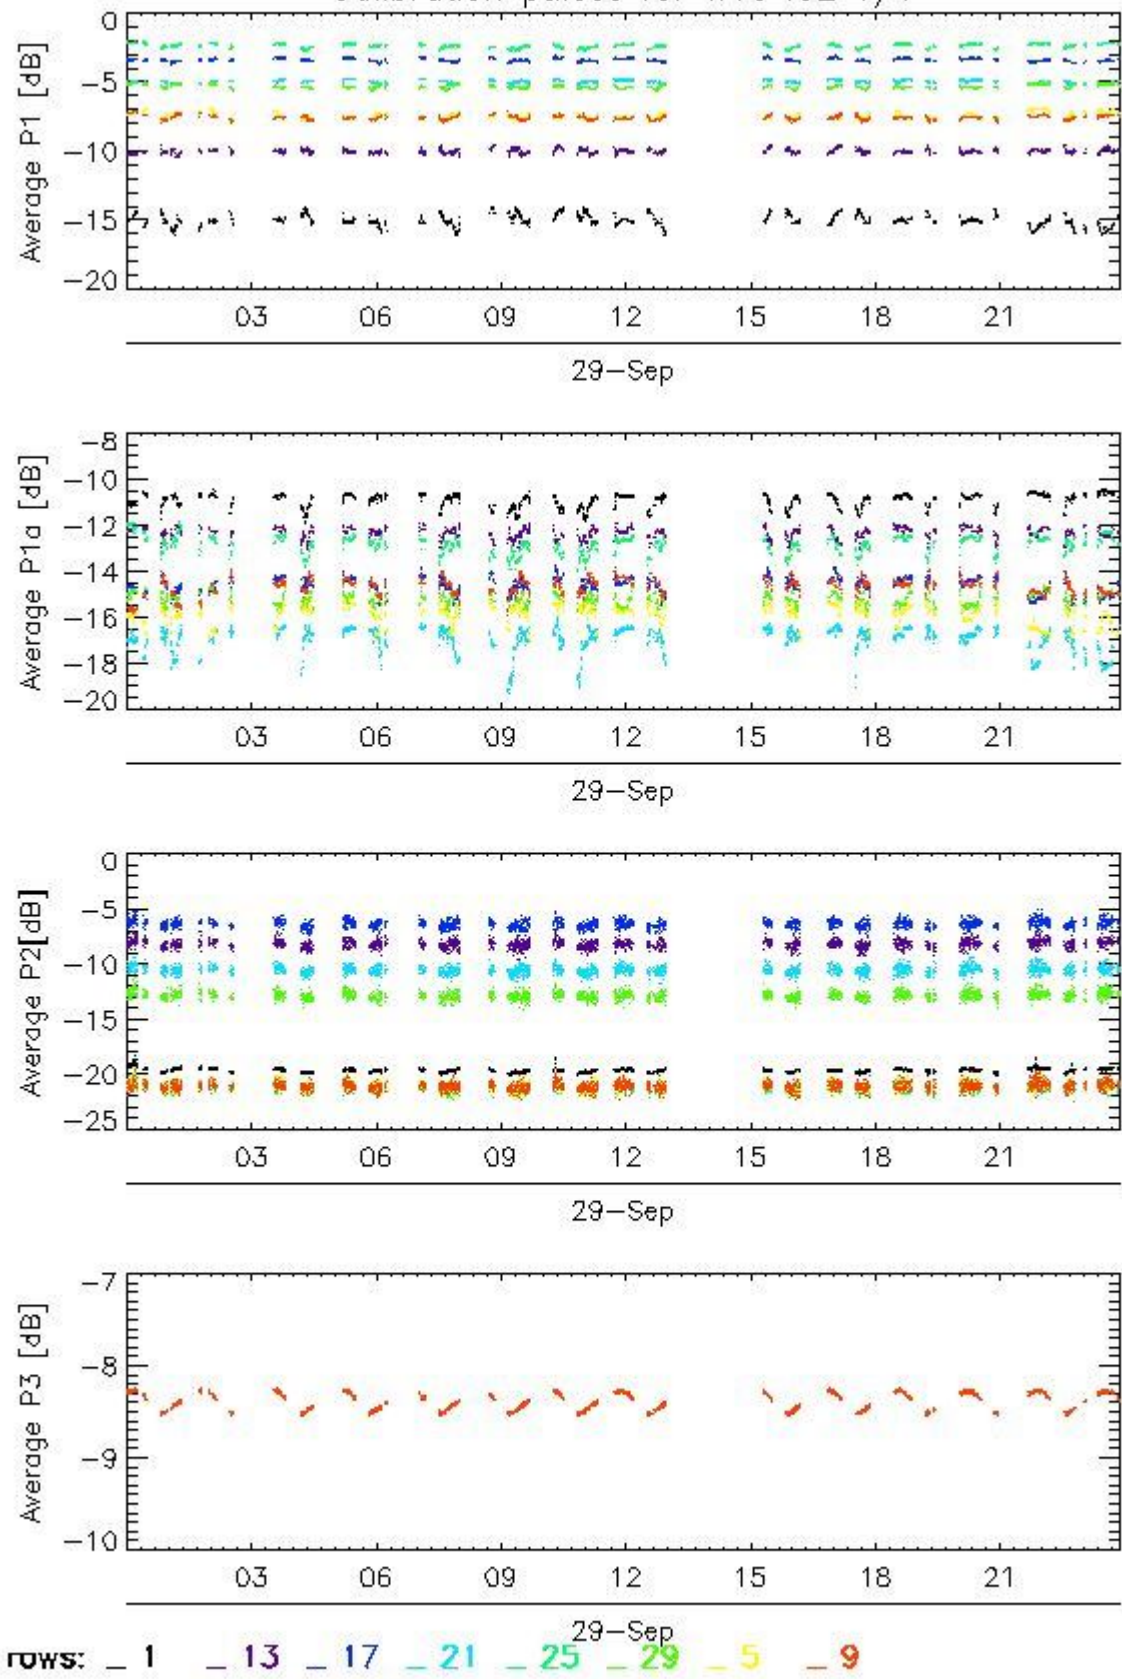 Average P1 [dB]
0
−5
−10
−15
−20
03 06 09 12 15 18 21
29−Sep
Average P1a [dB]
−8
−10
−12
−14
−16
−18
−20
03 06 09 12 15 18 21
29−Sep
Average P2[dB]
0
−5
−10
−15
−20
−25
03 06 09 12 15 18 21
29−Sep
Average P3 [dB]
−7
−8
−9
−10
03 06 09 12 15 18 21
29−Sep
rows: _ 1 _ 13 _ 17 _ 21 _ 25 _ 29 _ 5 _ 9